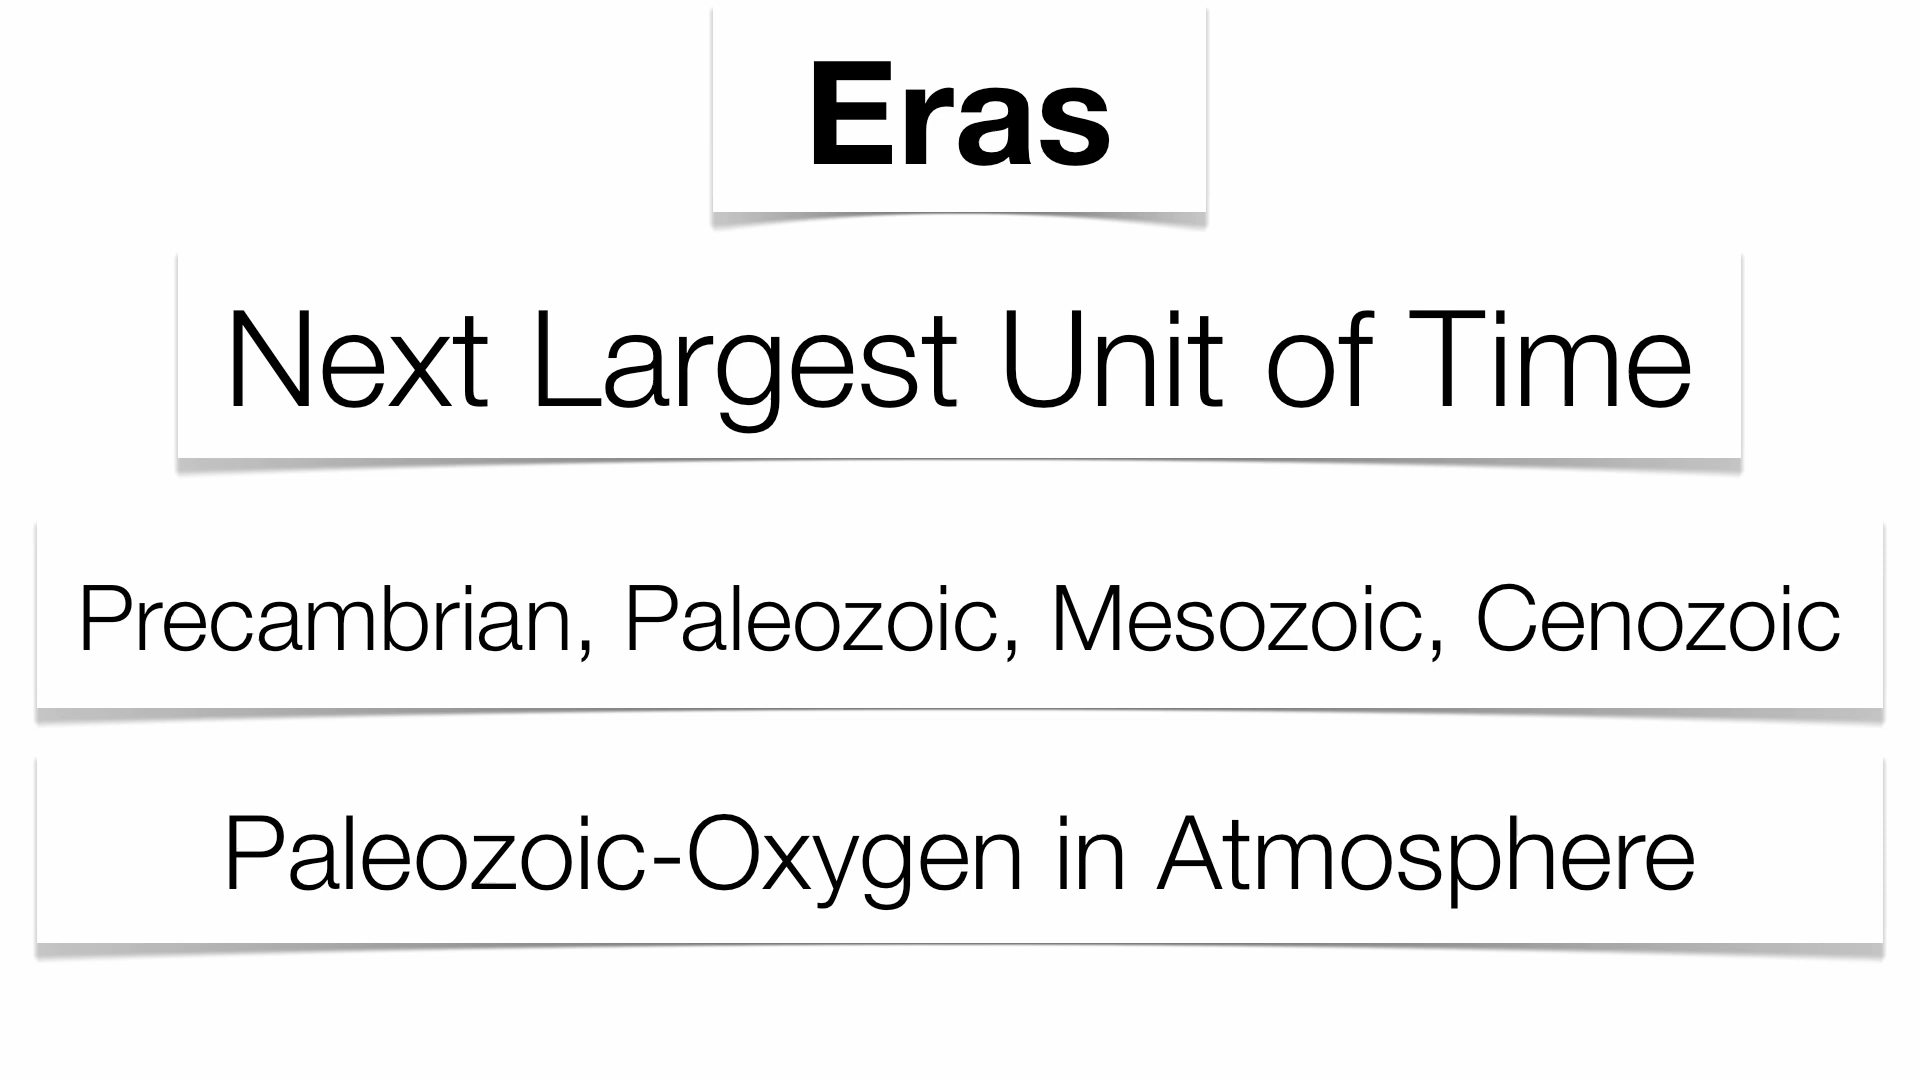 Eras
Next Largest Unit of Time
Precambrian, Paleozoic, Mesozoic, Cenozoic
Paleozoic-Oxygen in Atmosphere